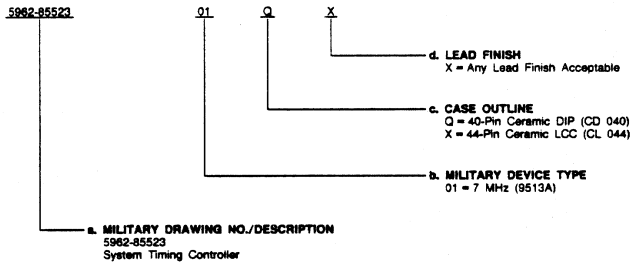 5962-85523 01 Q X
d. LEAD FINISH
X = Any Lead Finish Acceptable
c. CASE OUTLINE
Q = 40-Pin Ceramic DIP (CD 040)
X = 44-Pin Ceramic LCC (CL 044)
b. MILITARY DEVICE TYPE
01 = 7 MHz (9513A)
a. MILITARY DRAWING NO./DESCRIPTION
5962-85523
System Timing Controller